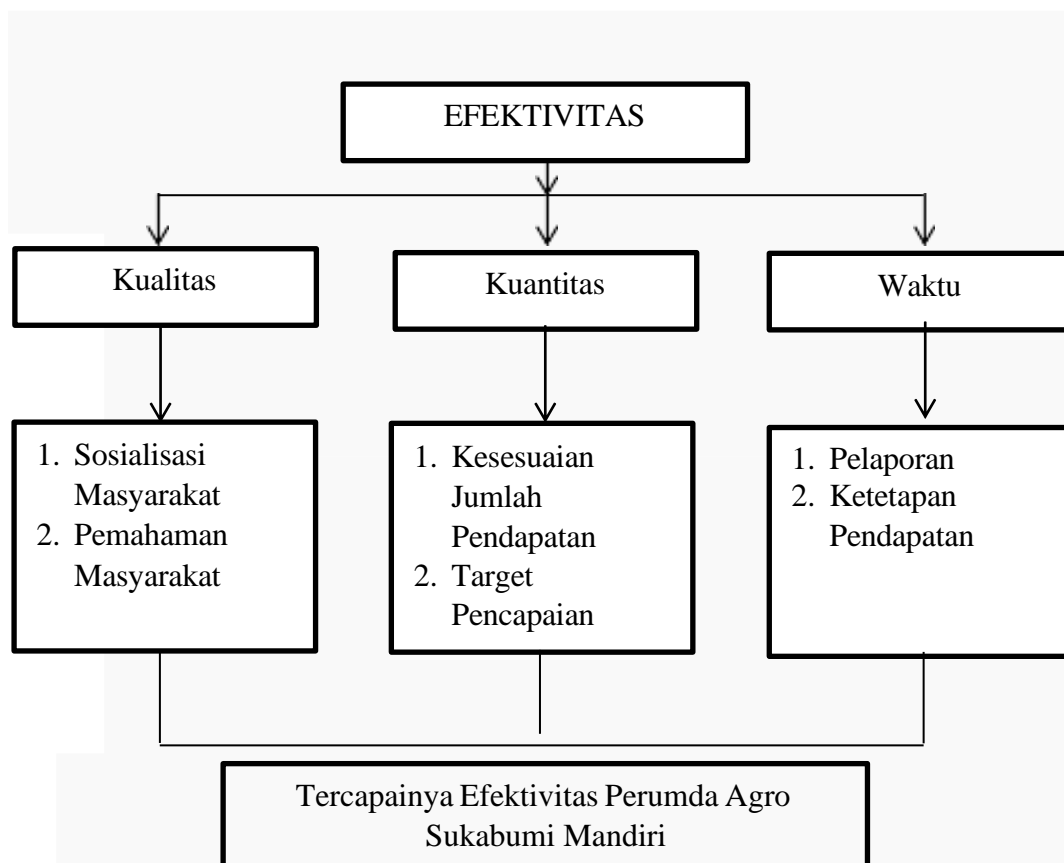 EFEKTIVITAS
Kualitas
Kuantitas
Waktu
1. Sosialisasi
Masyarakat
2. Pemahaman
Masyarakat
1. Kesesuaian
Jumlah
Pendapatan
2. Target
Pencapaian
1. Pelaporan
2. Ketetapan
Pendapatan
Tercapainya Efektivitas Perumda Agro
Sukabumi Mandiri